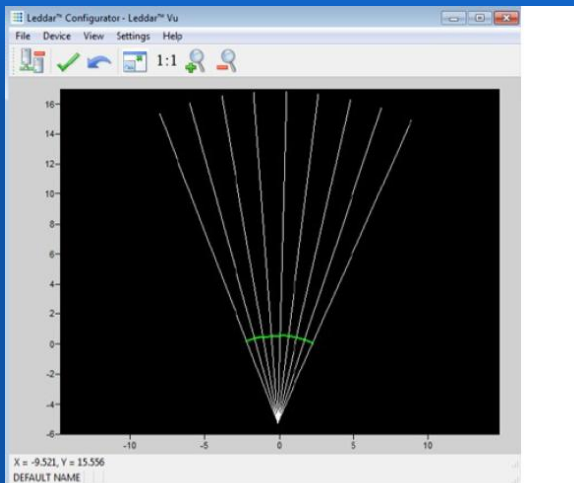 Leddar™ Configurator - Leddar™ Vu
File Device View Settings Help
1:1
16
14
12
10
8
6
4
2
0
-2
-4
-6
-10 -5 0 5 10
X = -9.521, Y = 15.556
DEFAULT NAME